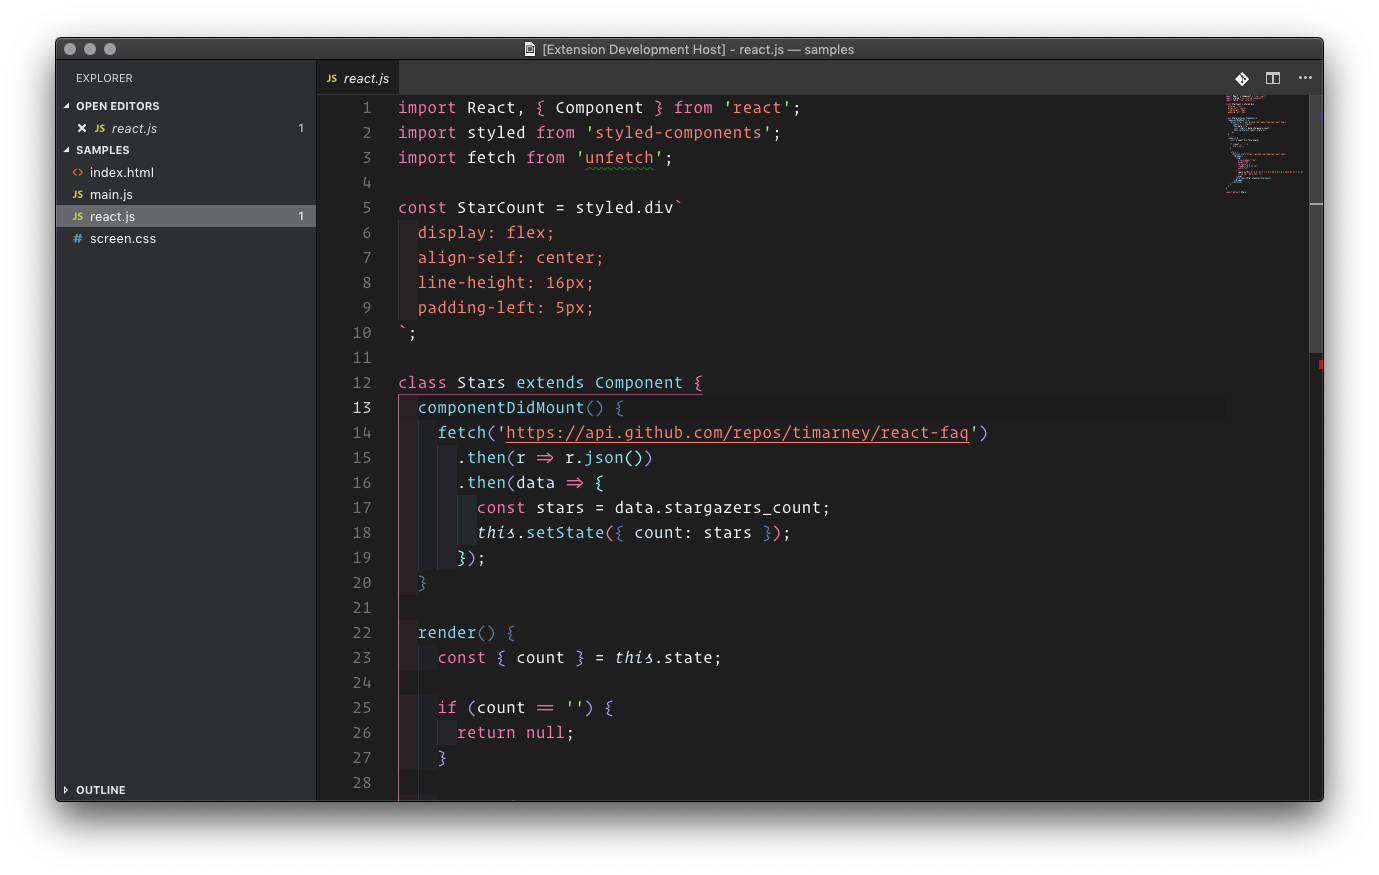 [Extension Development Host] - react.js — samples
EXPLORER
OPEN EDITORS
JS react.js 1
SAMPLES
<> index.html
JS main.js
JS react.js 1
# screen.css
OUTLINE
JS react.js
1 import React, { Component } from 'react';
2 import styled from 'styled-components';
3 import fetch from 'unfetch';
4
5 const StarCount = styled.div`
6 display: flex;
7 align-self: center;
8 line-height: 16px;
9 padding-left: 5px;
10 `;
11
12 class Stars extends Component {
13 componentDidMount() {
14 fetch('https://api.github.com/repos/timarney/react-faq')
15 .then(r => r.json())
16 .then(data => {
17 const stars = data.stargazers_count;
18 this.setState({ count: stars });
19 });
20 }
21
22 render() {
23 const { count } = this.state;
24
25 if (count == '') {
26 return null;
27 }
28